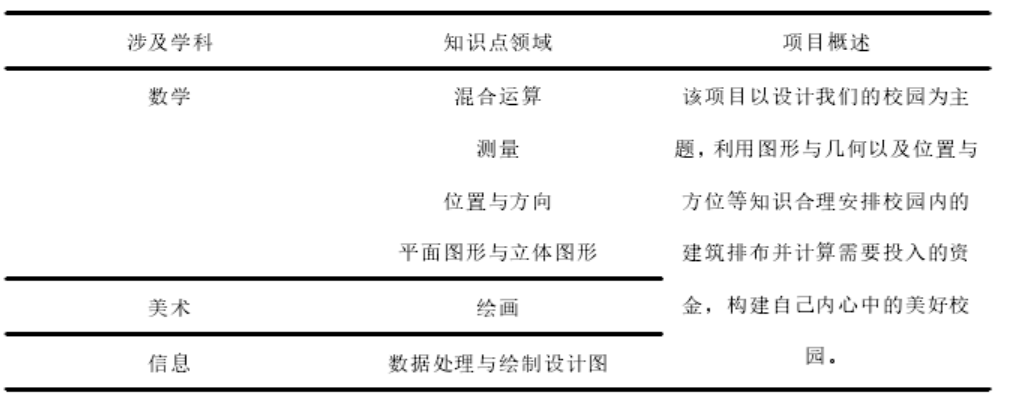 涉及学科 知识点领域 项目概述
数学 混合运算 该项目以设计我们的校园为主
测量 题，利用图形与几何以及位置与
位置与方向 方位等知识合理安排校园内的
平面图形与立体图形 建筑排布并计算需要投入的资
美术 绘画 金，构建自己内心中的美好校
信息 数据处理与绘制设计图 园。